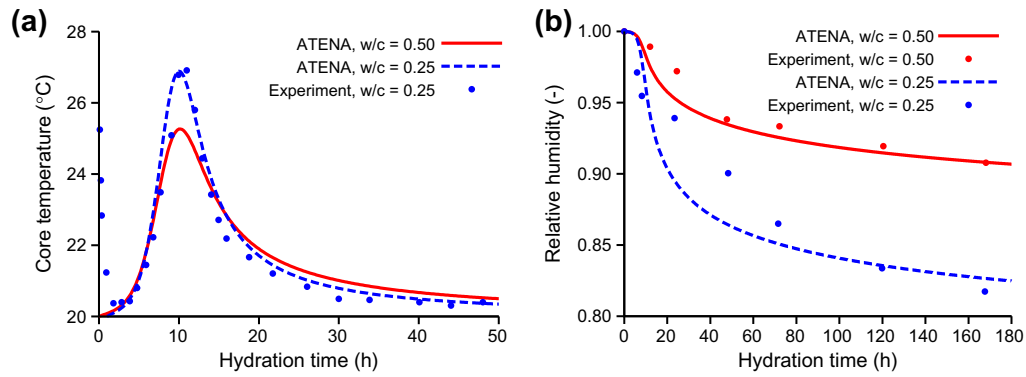 (a)
28
26
24
22
20
Core temperature (°C)
0
10
20
30
40
50
Hydration time (h)
ATENA, w/c = 0.50
ATENA, w/c = 0.25
Experiment, w/c = 0.25
(b)
1.00
0.95
0.90
0.85
0.80
Relative humidity (-)
0
20
40
60
80
100
120
140
160
180
Hydration time (h)
ATENA, w/c = 0.50
Experiment, w/c = 0.50
ATENA, w/c = 0.25
Experiment, w/c = 0.25